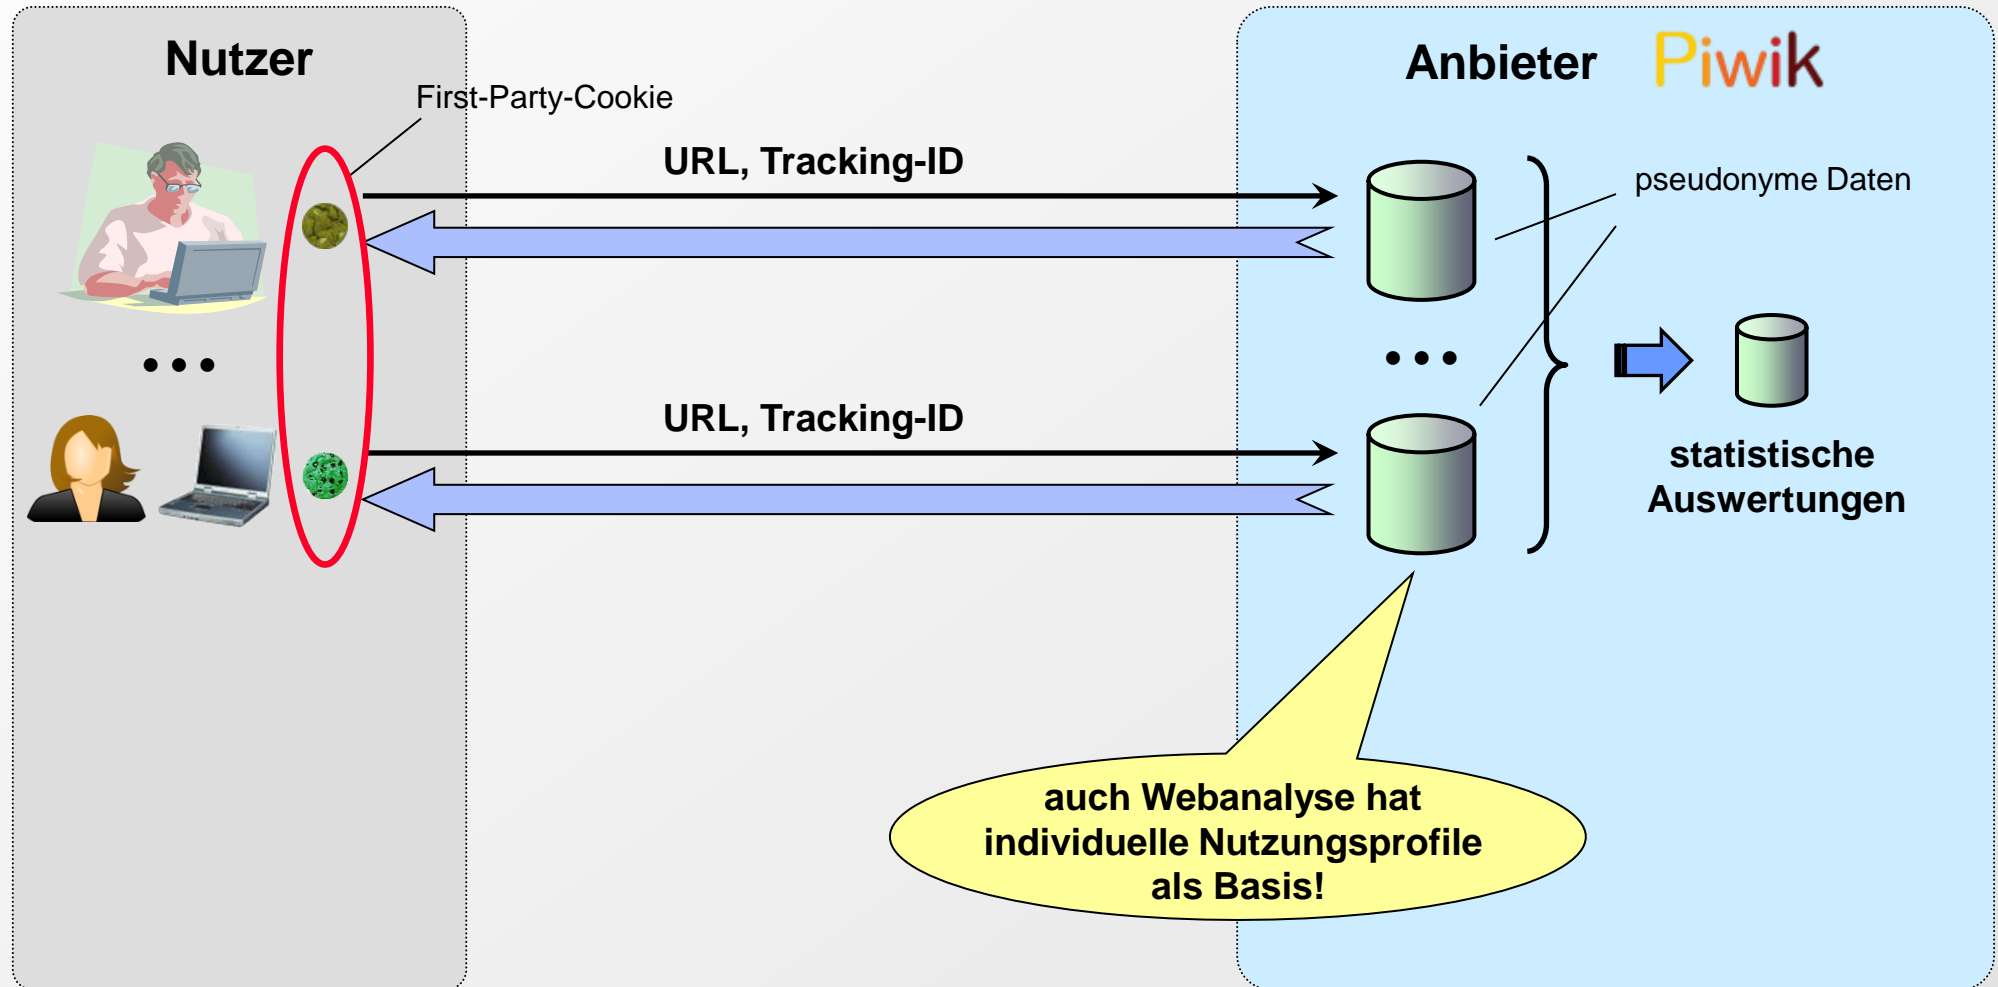 Nutzer
Anbieter
Piwik
First-Party-Cookie
URL, Tracking-ID
pseudonyme Daten
URL, Tracking-ID
statistische
Auswertungen
auch Webanalyse hat
individuelle Nutzungsprofile
als Basis!